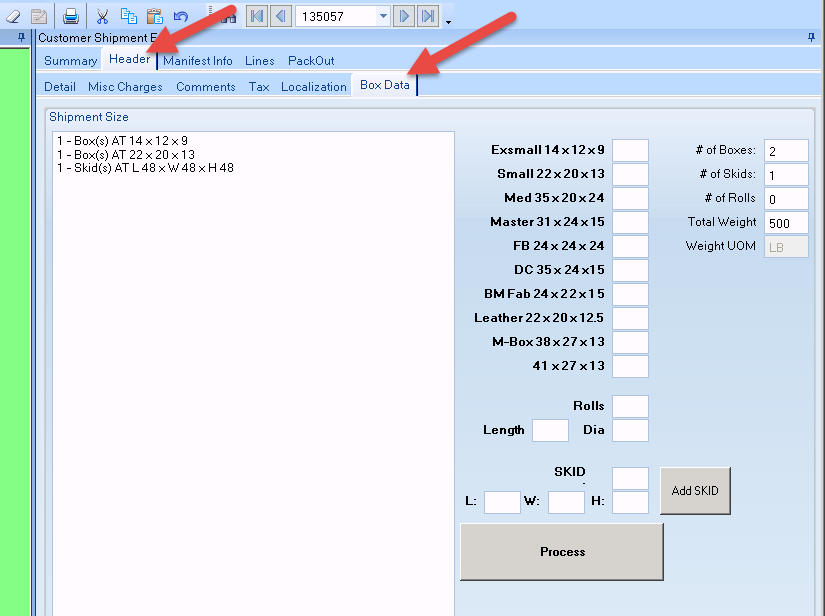 135057
Customer Shipment E
Summary Header Manifest Info Lines PackOut
Detail Misc Charges Comments Tax Localization Box Data
Shipment Size
1 - Box(s) AT 14 x 12 x 9
1 - Box(s) AT 22 x 20 x 13
1 - Skid(s) AT L 48 x W 48 x H 48
Exsmall 14 x 12 x 9
Small 22 x 20 x 13
Med 35 x 20 x 24
Master 31 x 24 x 15
FB 24 x 24 x 24
DC 35 x 24 x15
BM Fab 24 x 22 x 15
Leather 22 x 20 x 12.5
M-Box 38 x 27 x 13
41 x 27 x 13
Rolls
Length Dia
SKID
L: W: H:
Add SKID
Process
# of Boxes: 2
# of Skids: 1
# of Rolls 0
Total Weight 500
Weight UOM LB